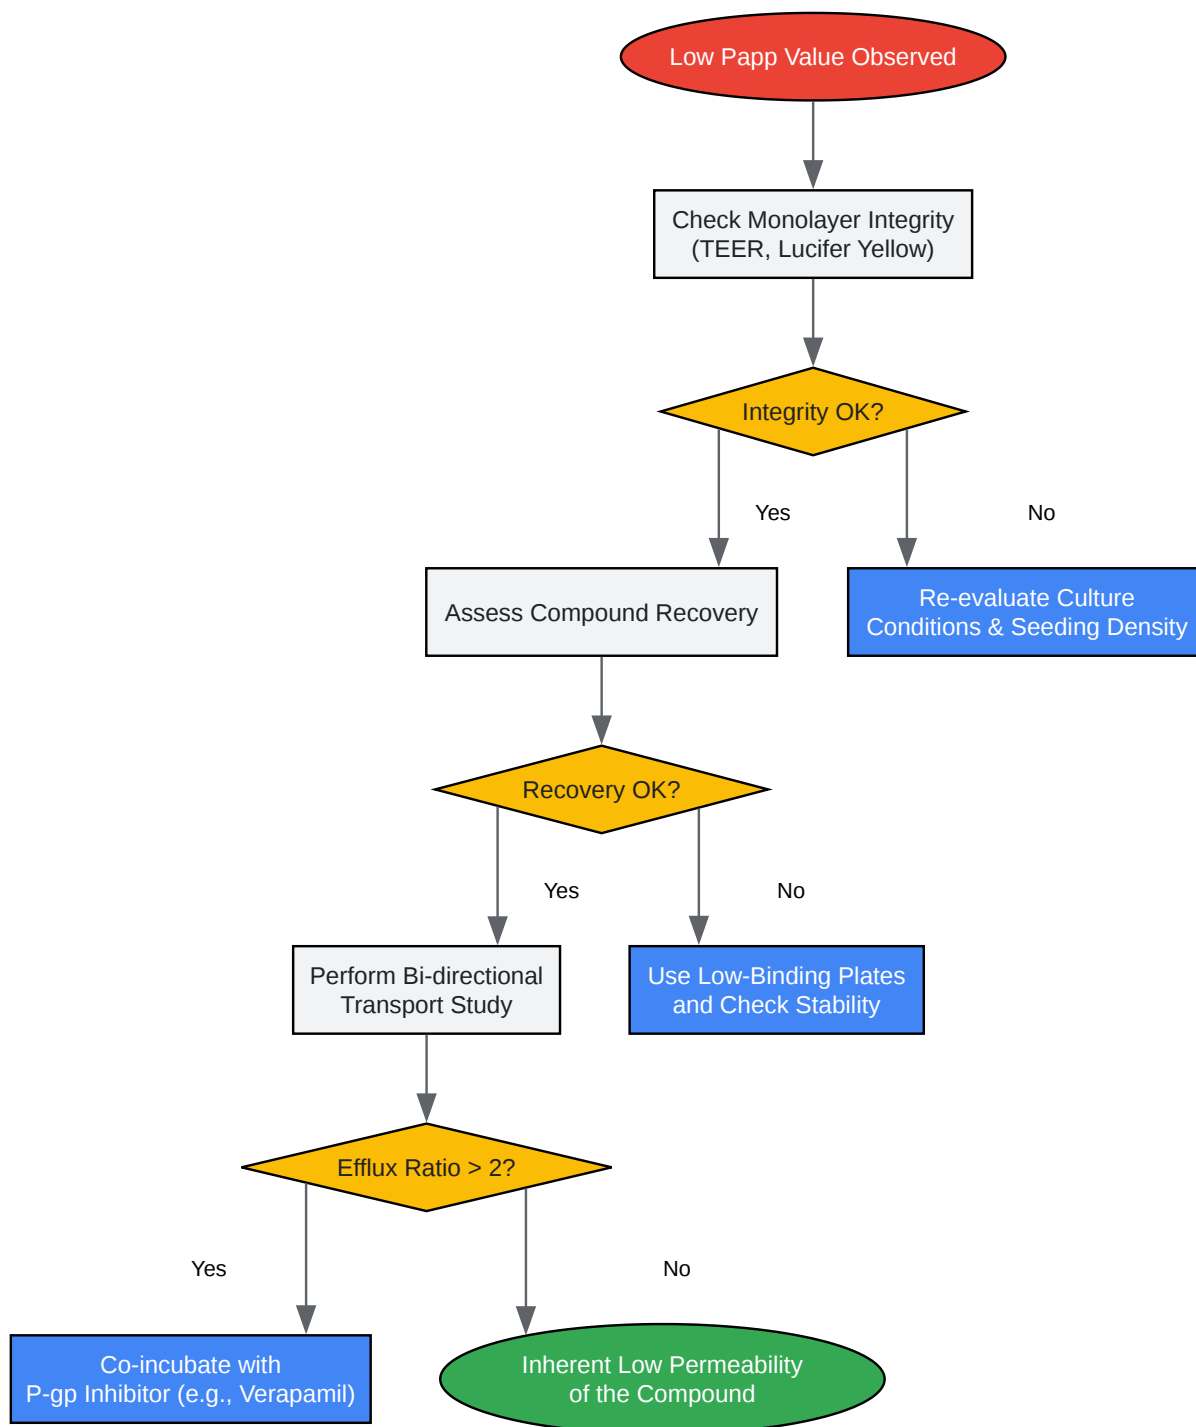 Low Papp Value Observed
Check Monolayer Integrity
(TEER, Lucifer Yellow)
Integrity OK?
Yes
No
Assess Compound Recovery
Re-evaluate Culture
Conditions & Seeding Density
Recovery OK?
Yes
No
Perform Bi-directional
Transport Study
Use Low-Binding Plates
and Check Stability
Efflux Ratio > 2?
Yes
No
Co-incubate with
P-gp Inhibitor (e.g., Verapamil)
Inherent Low Permeability
of the Compound